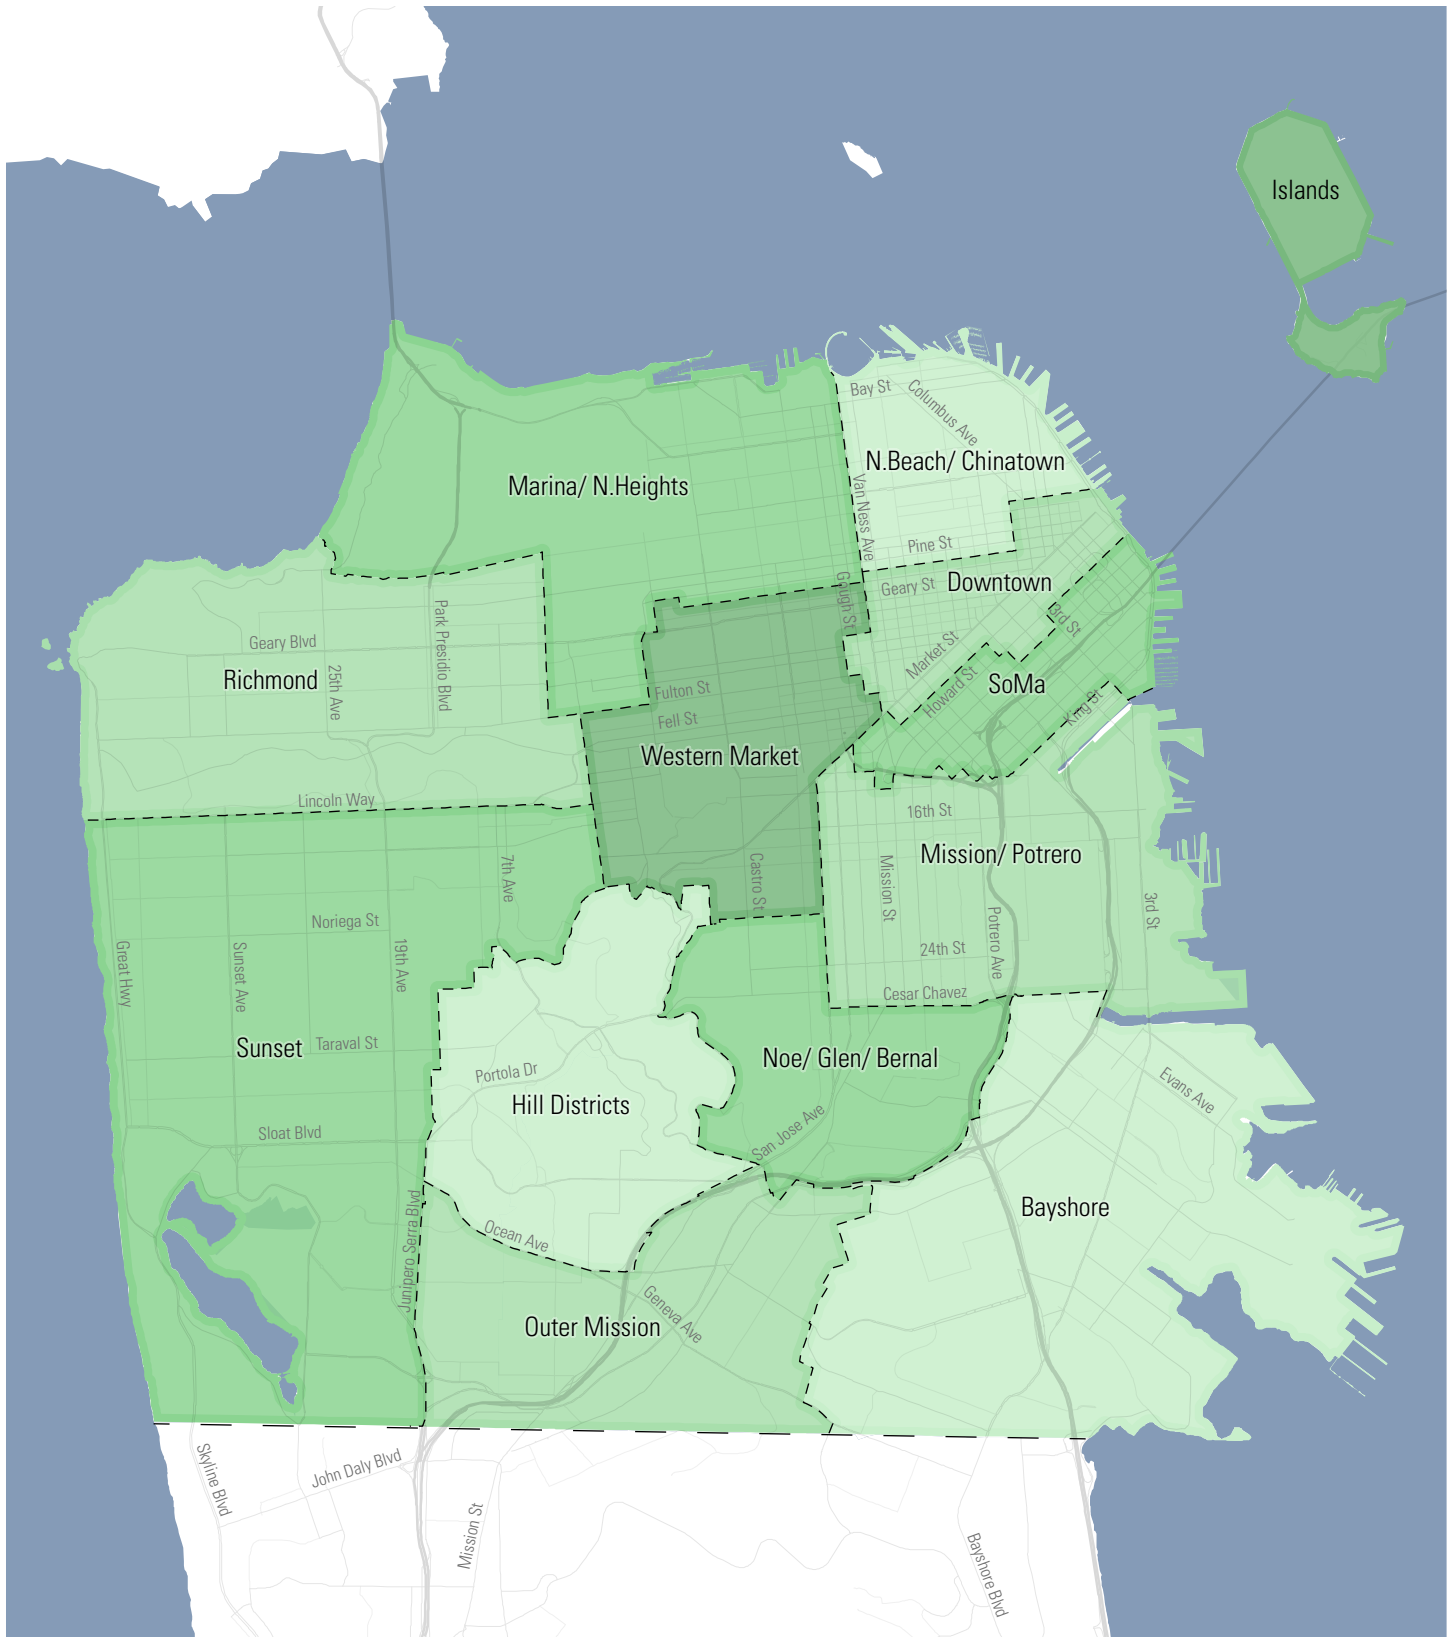 Islands
Bay St
Columbus Ave
N.Beach/ Chinatown
Marina/ N.Heights
Van Ness Ave
Pine St
Downtown
Geary St
Gough St
3rd St
Park Presidio Blvd
Geary Blvd
Market St
Richmond
25th Ave
SoMa
Howard St
Fulton St
King St
Fell St
Western Market
Lincoln Way
16th St
Mission/ Potrero
7th Ave
Castro St
Mission St
3rd St
Noriega St
Potrero Ave
24th St
19th Ave
Great Hwy
Sunset Ave
Cesar Chavez
Sunset
Taraval St
Noe/ Glen/ Bernal
Portola Dr
Evans Ave
Hill Districts
Sloat Blvd
San Jose Ave
Bayshore
Junipero Serra Blvd
Ocean Ave
Geneva Ave
Outer Mission
Skyline Blvd
John Daly Blvd
Mission St
Bayshore Blvd